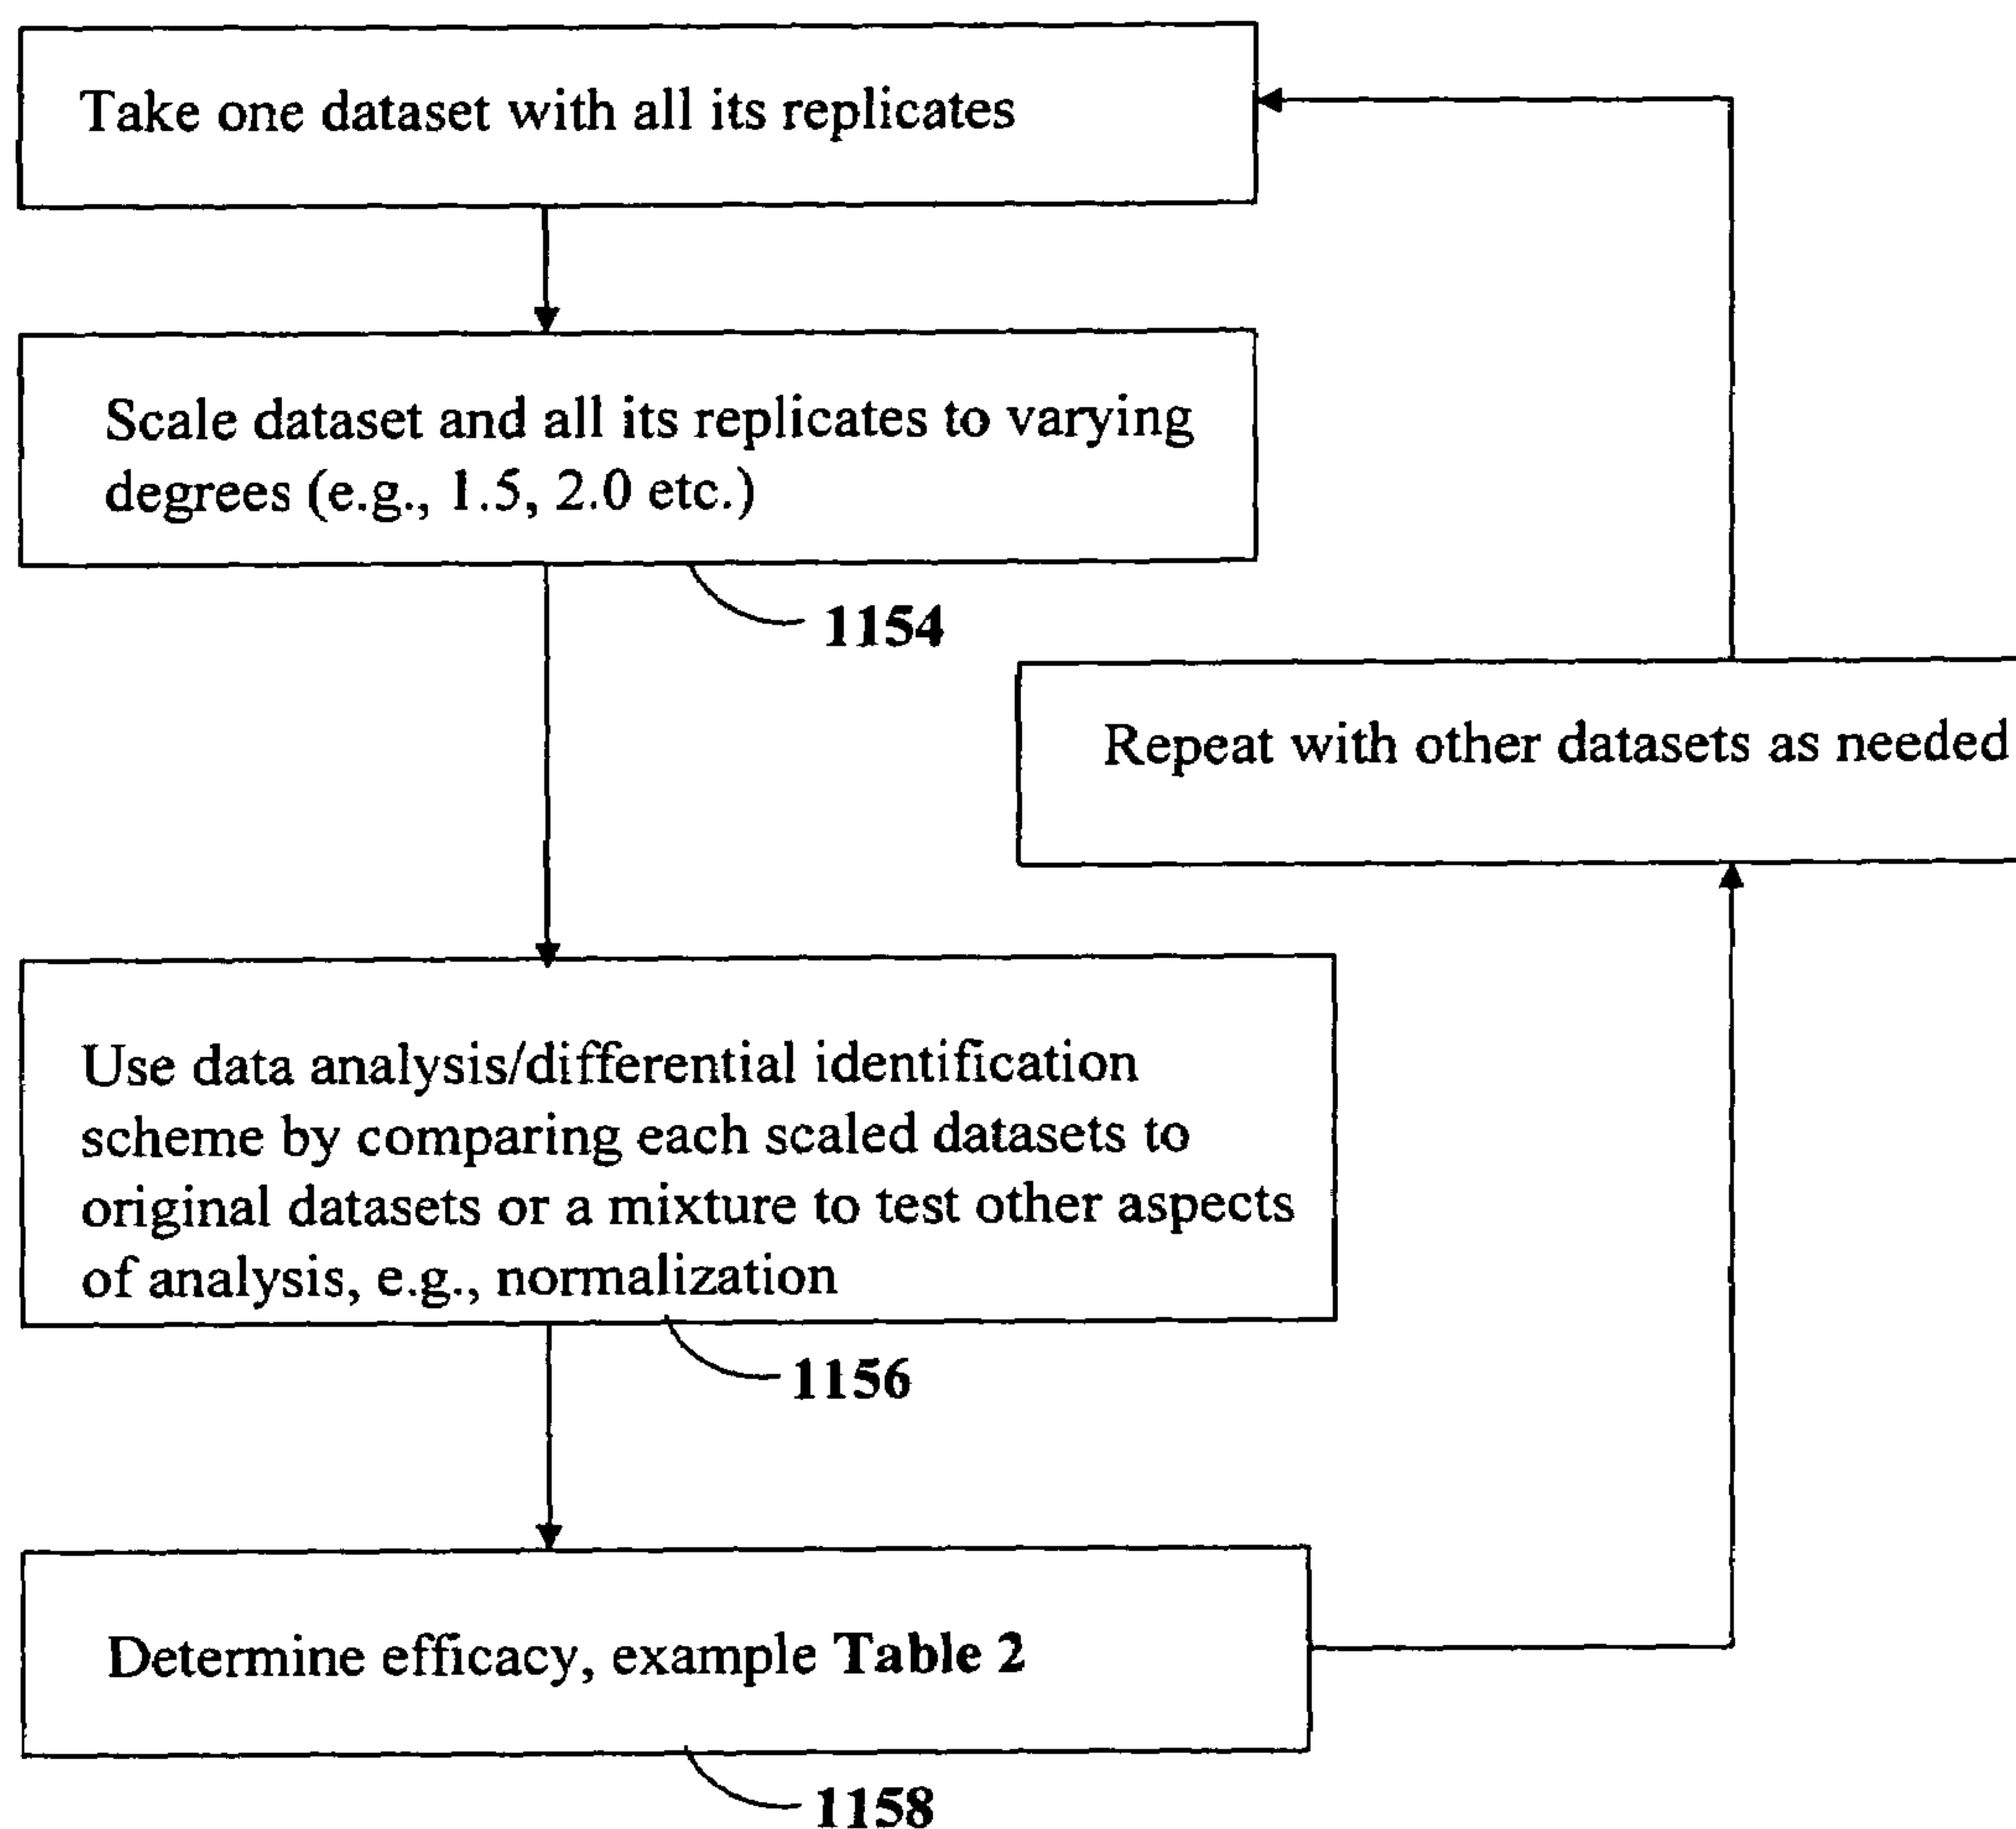 Take one dataset with all its replicates
Scale dataset and all its replicates to varying
degrees (e.g., 1.5, 2.0 etc.)
1154
Repeat with other datasets as needed
Use data analysis/differential identification
scheme by comparing each scaled datasets to
original datasets or a mixture to test other aspects
of analysis, e.g., normalization
1156
Determine efficacy, example Table 2
1158